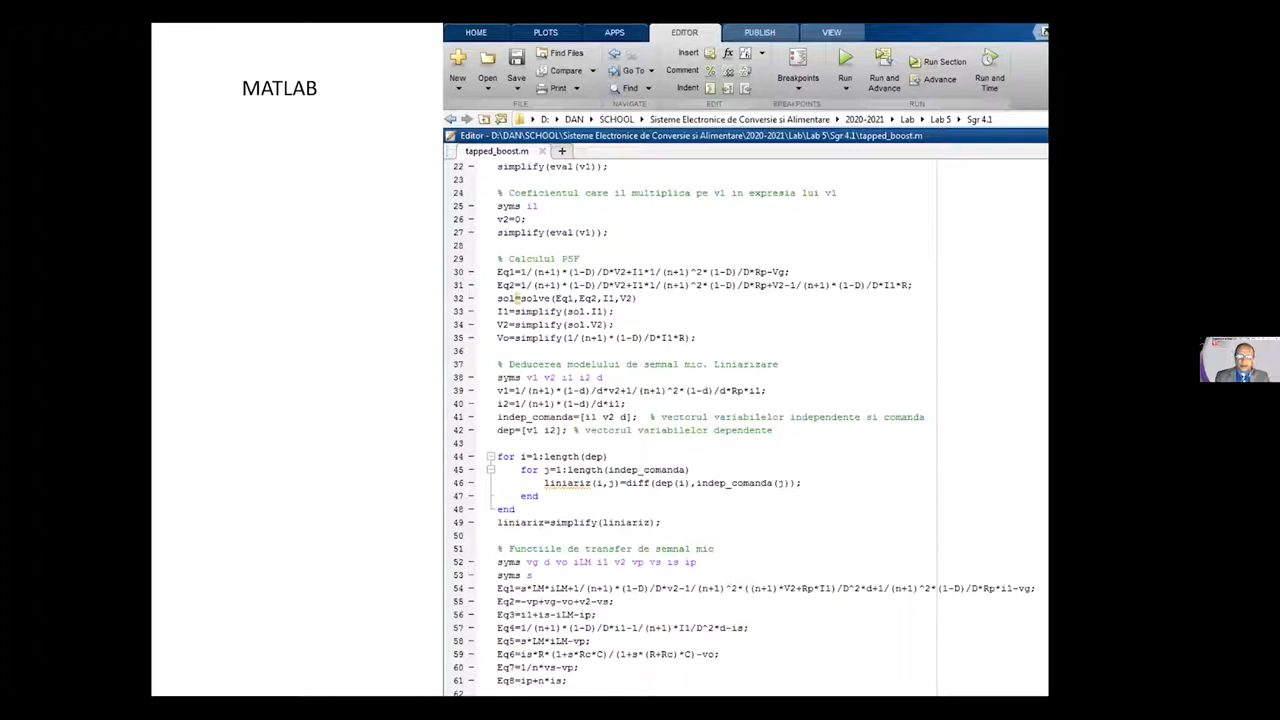 MATLAB
HOME PLOTS APPS EDITOR PUBLISH VIEW
New Open Save Find Files Compare Print Go To Find Insert fx Comment Indent Breakpoints Run Run and Advance Run Section Advance Run and Time
FILE NAVIGATE EDIT BREAKPOINTS RUN
D: DAN SCHOOL Sisteme Electronice de Conversie si Alimentare 2020-2021 Lab Lab 5 Sgr 4.1
Editor - D:\DAN\SCHOOL\Sisteme Electronice de Conversie si Alimentare\2020-2021\Lab\Lab 5\Sgr 4.1\tapped_boost.m
tapped_boost.m
22 simplify(eval(v1));
23
24 % Coeficientul care il multiplica pe v1 in expresia lui v1
25 syms i1
26 v2=0;
27 simplify(eval(v1));
28
29 % Calculul PSF
30 Eq1=1/(n+1)*(1-D)/D*V2+I1*1/(n+1)^2*(1-D)/D*Rp-Vg;
31 Eq2=1/(n+1)*(1-D)/D*V2+I1*1/(n+1)^2*(1-D)/D*Rp+V2-1/(n+1)*(1-D)/D*I1*R;
32 sol=solve(Eq1,Eq2,I1,V2)
33 I1=simplify(sol.I1);
34 V2=simplify(sol.V2);
35 Vo=simplify(1/(n+1)*(1-D)/D*I1*R);
36
37 % Deducerea modelului de semnal mic. Liniarizare
38 syms v1 v2 i1 i2 d
39 v1=1/(n+1)*(1-d)/d*v2+1/(n+1)^2*(1-d)/d*Rp*i1;
40 i2=1/(n+1)*(1-d)/d*i1;
41 indep_comanda=[i1 v2 d]; % vectorul variabilelor independente si comanda
42 dep=[v1 i2]; % vectorul variabilelor dependente
43
44 for i=1:length(dep)
45 for j=1:length(indep_comanda)
46 liniariz(i,j)=diff(dep(i),indep_comanda(j));
47 end
48 end
49 liniariz=simplify(liniariz);
50
51 % Functiile de transfer de semnal mic
52 syms vg d vo iLM i1 v2 vp vs is ip
53 syms s
54 Eq1=s*LM*iLM+1/(n+1)*(1-D)/D*v2-1/(n+1)^2*((n+1)*V2+Rp*I1)/D^2*d+1/(n+1)^2*(1-D)/D*Rp*i1-vg;
55 Eq2=-vp+vg-vo+v2-vs;
56 Eq3=i1+is-iLM-ip;
57 Eq4=1/(n+1)*(1-D)/D*i1-1/(n+1)*I1/D^2*d-is;
58 Eq5=s*LM*iLM-vp;
59 Eq6=is*R*(1+s*Rc*C)/(1+s*(R+Rc)*C)-vo;
60 Eq7=1/n*vs-vp;
61 Eq8=ip+n*is;
62